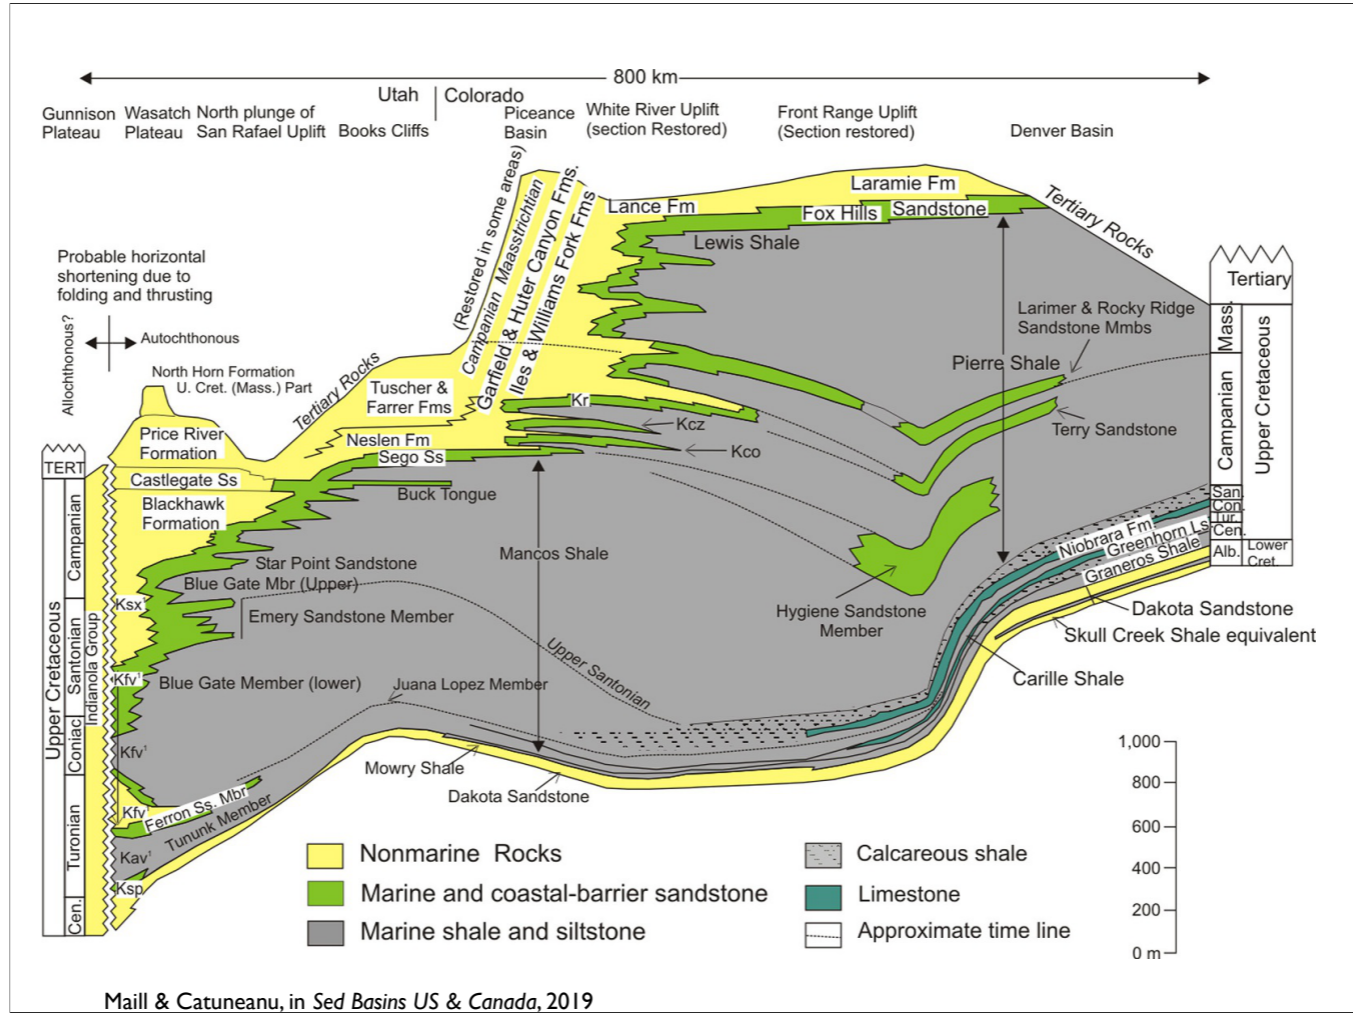 800 km
Utah
Colorado
Gunnison
Plateau
Wasatch
Plateau
North plunge of
San Rafael Uplift
Books Cliffs
Piceance
Basin
White River Uplift
(section Restored)
Front Range Uplift
(Section restored)
Denver Basin
Probable horizontal
shortening due to
folding and thrusting
Allochthonous?
Autochthonous
North Horn Formation
U. Cret. (Mass.) Part
Tertiary Rocks
(Restored in some areas)
Campanian Maasstrichtian
Garfield & Huter Canyon Fms.
Iles & Williams Fork Fms
Lance Fm
Laramie Fm
Fox Hills
Sandstone
Lewis Shale
Tertiary Rocks
Larimer & Rocky Ridge
Sandstone Mmbs
Pierre Shale
Terry Sandstone
Tuscher &
Farrer Fms
Kr
Kcz
Kco
Neslen Fm
Sego Ss
Price River
Formation
Castlegate Ss
Blackhawk
Formation
Buck Tongue
Mancos Shale
Star Point Sandstone
Blue Gate Mbr (Upper)
Emery Sandstone Member
Upper Santonian
Hygiene Sandstone
Member
Blue Gate Member (lower)
Juana Lopez Member
Mowry Shale
Dakota Sandstone
Ferron Ss. Mbr
Tununk Member
Ksx¹
Kfv¹
Kfv¹
Kfv¹
Kav¹
Ksp
Indianola Group
TERT
Upper Cretaceous
Campanian
Santonian
Coniac.
Turonian
Cen.
Niobrara Fm
Greenhorn Ls
Graneros Shale
Dakota Sandstone
Skull Creek Shale equivalent
Carille Shale
Tertiary
Mass.
Campanian
San.
Con.
Tur.
Cen.
Alb.
Upper Cretaceous
Lower
Cret.
1,000
800
600
400
200
0 m
Nonmarine Rocks
Marine and coastal-barrier sandstone
Marine shale and siltstone
Calcareous shale
Limestone
Approximate time line
Maill & Catuneanu, in Sed Basins US & Canada, 2019